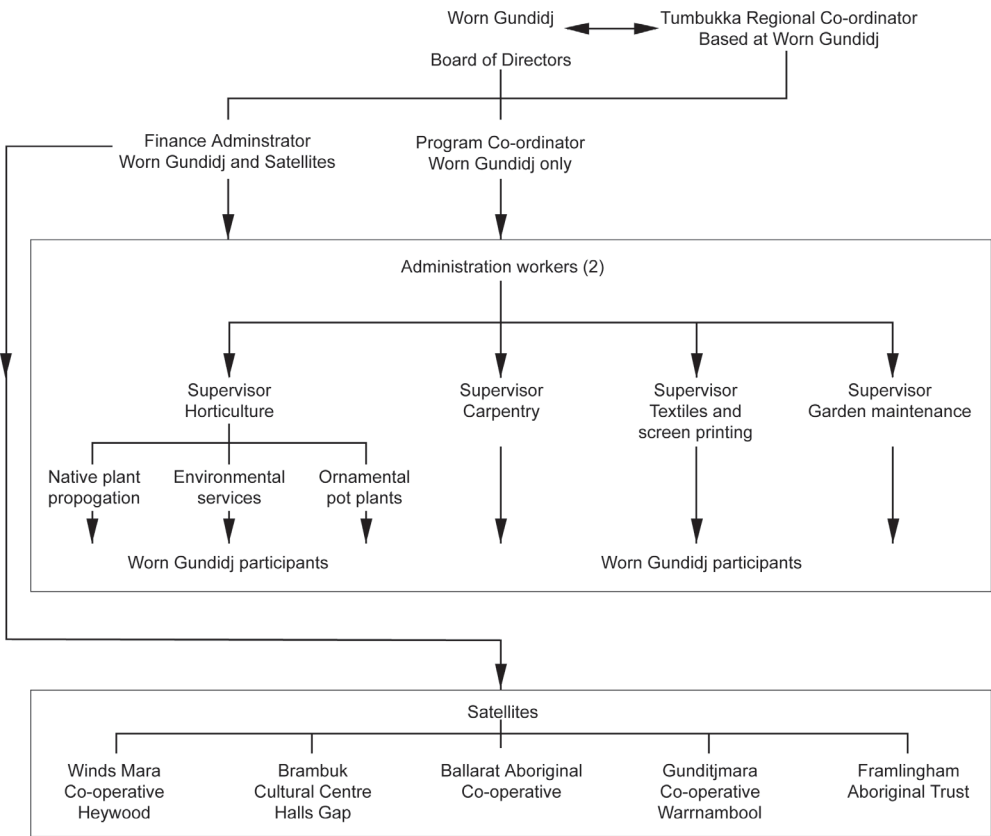 Worn Gundidj
Tumbukka Regional Co-ordinator
Based at Worn Gundidj
Board of Directors
Finance Adminstrator
Worn Gundidj and Satellites
Program Co-ordinator
Worn Gundidj only
Administration workers (2)
Supervisor
Horticulture
Supervisor
Carpentry
Supervisor
Textiles and
screen printing
Supervisor
Garden maintenance
Native plant
propogation
Environmental
services
Ornamental
pot plants
Worn Gundidj participants
Worn Gundidj participants
Satellites
Winds Mara
Co-operative
Heywood
Brambuk
Cultural Centre
Halls Gap
Ballarat Aboriginal
Co-operative
Gunditjmara
Co-operative
Warrnambool
Framlingham
Aboriginal Trust